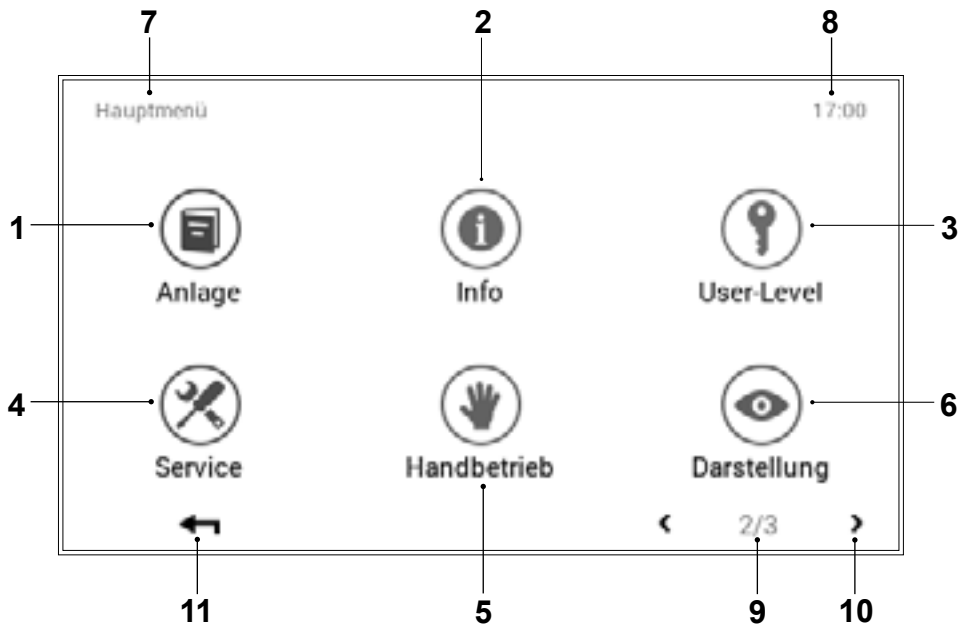 7 2 8
Hauptmenü 17:00
1 3
Anlage Info User-Level
4 6
Service Handbetrieb Darstellung
2/3
11 5 9 10